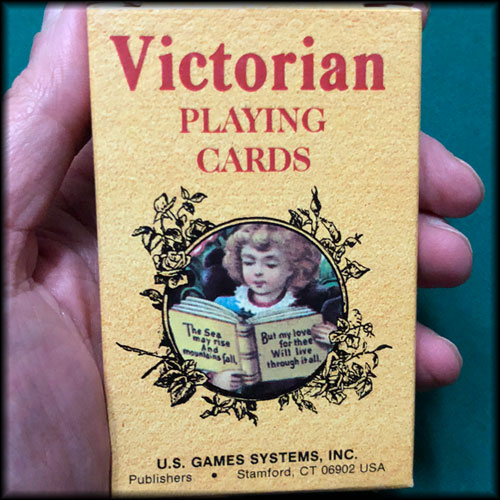 Victorian
PLAYING
CARDS
The Sea
may rise
And
mountains fall,
But my love
for thee
Will live
through it all.
U.S. GAMES SYSTEMS, INC.
Publishers • Stamford, CT 06902 USA